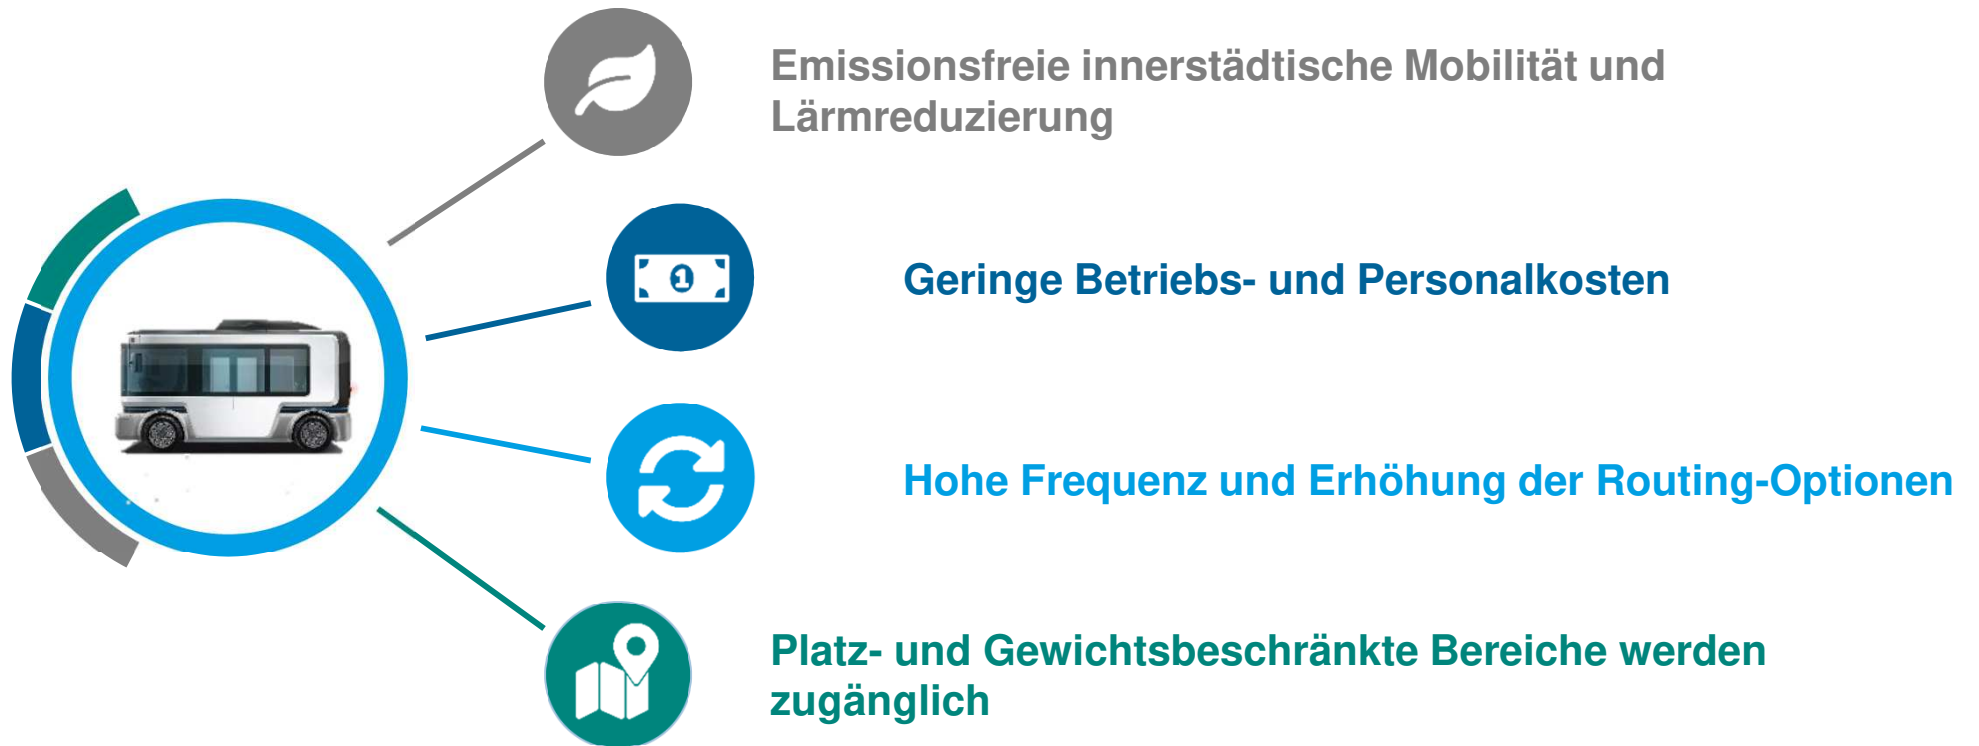 Emissionsfreie innerstädtische Mobilität und
Lärmreduzierung
1
Geringe Betriebs- und Personalkosten
Hohe Frequenz und Erhöhung der Routing-Optionen
Platz- und Gewichtsbeschränkte Bereiche werden
zugänglich